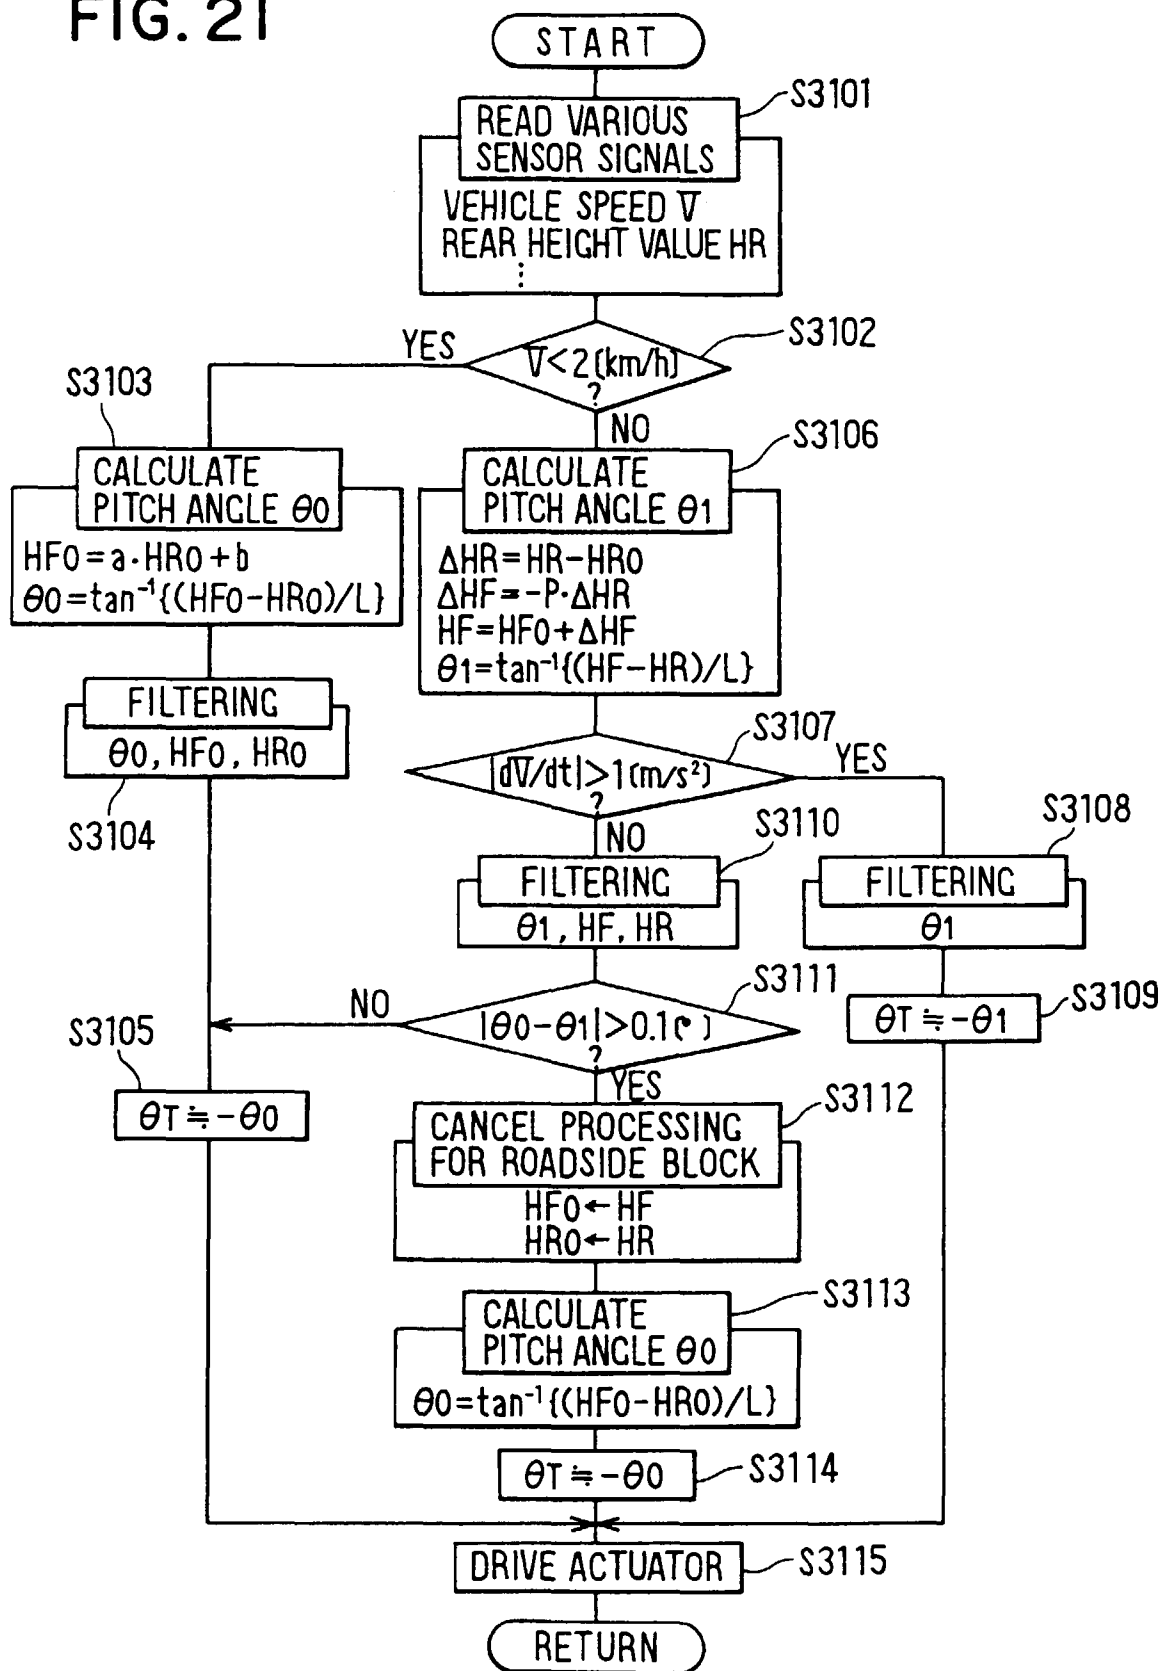 FIG. 21
START
S3101
READ VARIOUS
SENSOR SIGNALS
VEHICLE SPEED V
REAR HEIGHT VALUE HR
⋮
S3102
YES
V<2(km/h)
?
NO
S3103
CALCULATE
PITCH ANGLE θ0
HF0=a·HR0+b
θ0=tan⁻¹{(HF0-HR0)/L}
S3106
CALCULATE
PITCH ANGLE θ1
ΔHR=HR-HR0
ΔHF=-P·ΔHR
HF=HF0+ΔHF
θ1=tan⁻¹{(HF-HR)/L}
FILTERING
θ0, HF0, HR0
S3104
S3107
|dV/dt|>1(m/s²)
?
YES
NO
S3110
FILTERING
θ1, HF, HR
S3108
FILTERING
θ1
S3111
|θ0-θ1|>0.1(°)
?
NO
YES
S3109
θT≒-θ1
S3105
θT≒-θ0
S3112
CANCEL PROCESSING
FOR ROADSIDE BLOCK
HF0←HF
HR0←HR
S3113
CALCULATE
PITCH ANGLE θ0
θ0=tan⁻¹{(HF0-HR0)/L}
θT≒-θ0
S3114
DRIVE ACTUATOR
S3115
RETURN